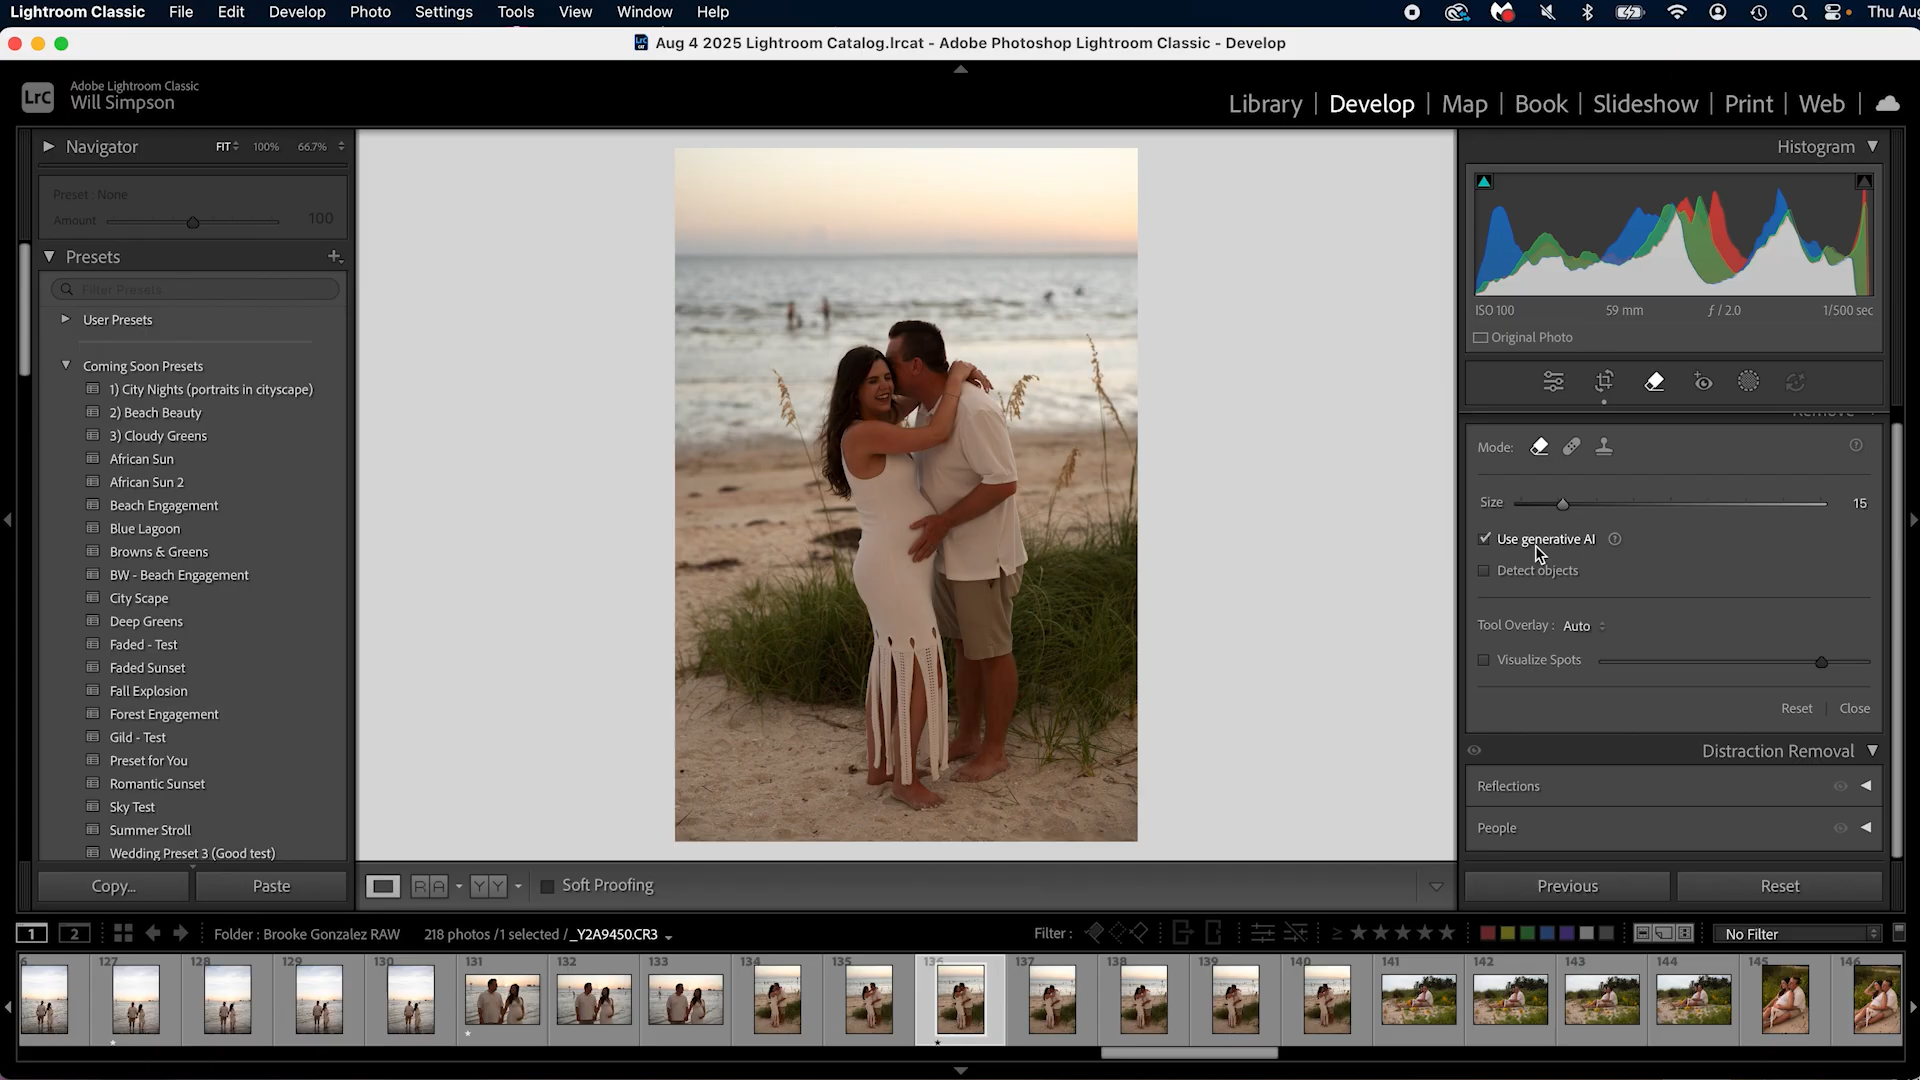 Lightroom Classic File Edit Develop Photo Settings Tools View Window Help Thu Aug
Aug 4 2025 Lightroom Catalog.lrcat - Adobe Photoshop Lightroom Classic - Develop
LrC
Adobe Lightroom Classic
Will Simpson
Library | Develop | Map | Book | Slideshow | Print | Web
Navigator FIT 100% 66.7%
Preset : None
Amount 100
Presets
Filter Presets
User Presets
Coming Soon Presets
1) City Nights (portraits in cityscape)
2) Beach Beauty
3) Cloudy Greens
African Sun
African Sun 2
Beach Engagement
Blue Lagoon
Browns & Greens
BW - Beach Engagement
City Scape
Deep Greens
Faded - Test
Faded Sunset
Fall Explosion
Forest Engagement
Gild - Test
Preset for You
Romantic Sunset
Sky Test
Summer Stroll
Wedding Preset 3 (Good test)
Copy... Paste
Soft Proofing
Histogram
ISO 100 59 mm ƒ / 2.0 1/500 sec
Original Photo
Mode:
Size 15
Use generative AI
Detect objects
Tool Overlay : Auto
Visualize Spots
Reset Close
Distraction Removal
Reflections
People
Previous Reset
1 2 Folder : Brooke Gonzalez RAW 218 photos /1 selected /_Y2A9450.CR3 Filter : No Filter
6 127 128 129 130 131 132 133 134 135 136 137 138 139 140 141 142 143 144 145 146